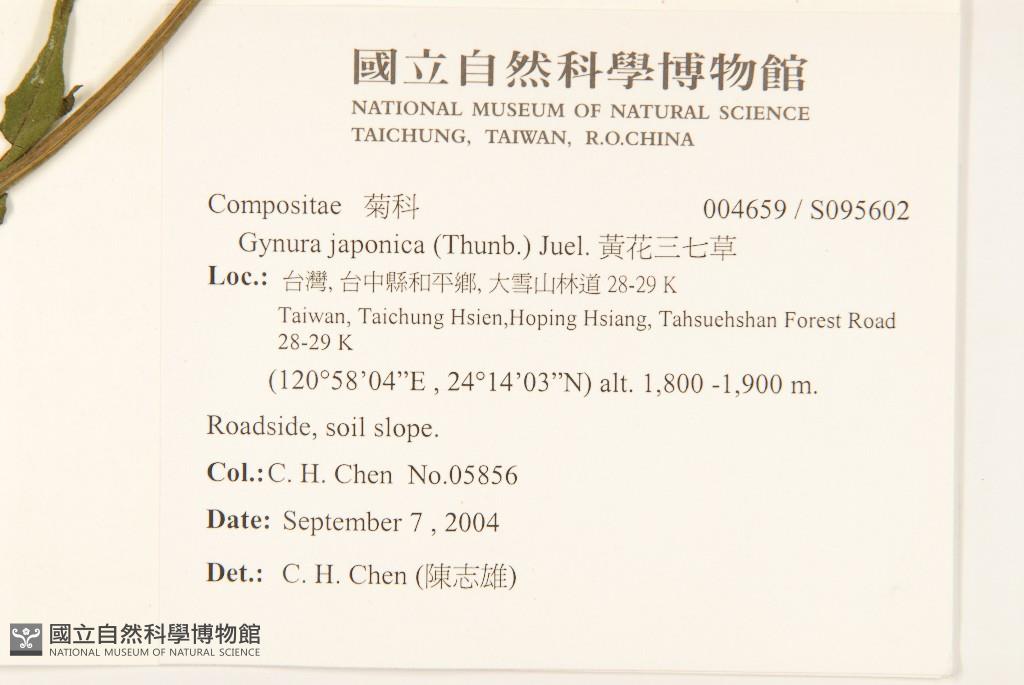 國立自然科學博物館
NATIONAL MUSEUM OF NATURAL SCIENCE
TAICHUNG, TAIWAN, R.O.CHINA
Compositae 菊科 004659 / S095602
Gynura japonica (Thunb.) Juel. 黃花三七草
Loc.: 台灣, 台中縣和平鄉, 大雪山林道 28-29 K
Taiwan, Taichung Hsien,Hoping Hsiang, Tahsuehshan Forest Road
28-29 K
(120°58’04”E , 24°14’03”N) alt. 1,800 -1,900 m.
Roadside, soil slope.
Col.: C. H. Chen No.05856
Date: September 7 , 2004
Det.: C. H. Chen (陳志雄)
國立自然科學博物館
NATIONAL MUSEUM OF NATURAL SCIENCE